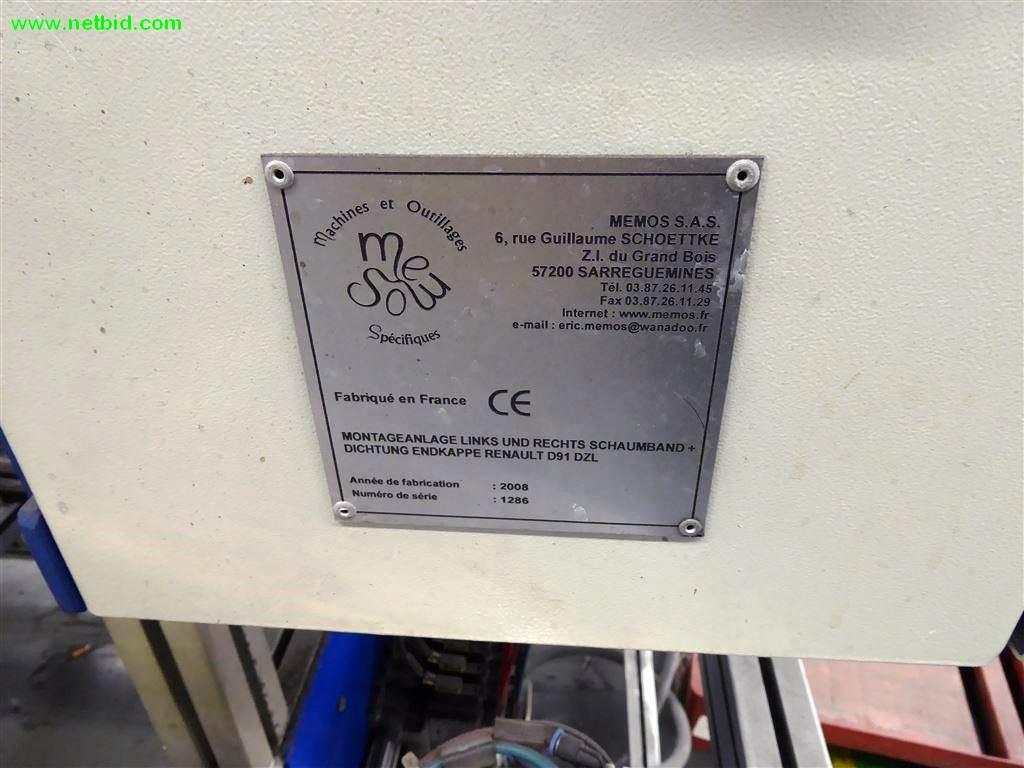 www.netbid.com
Machines et Outillages
memos
Spécifiques
MEMOS S.A.S.
6, rue Guillaume SCHOETTKE
Z.I. du Grand Bois
57200 SARREGUEMINES
Tél. 03.87.26.11.45
Fax 03.87.26.11.29
Internet : www.memos.fr
e-mail : eric.memos@wanadoo.fr
Fabriqué en France CE
MONTAGEANLAGE LINKS UND RECHTS SCHAUMBAND +
DICHTUNG ENDKAPPE RENAULT D91 DZL
Année de fabrication : 2008
Numéro de série : 1286